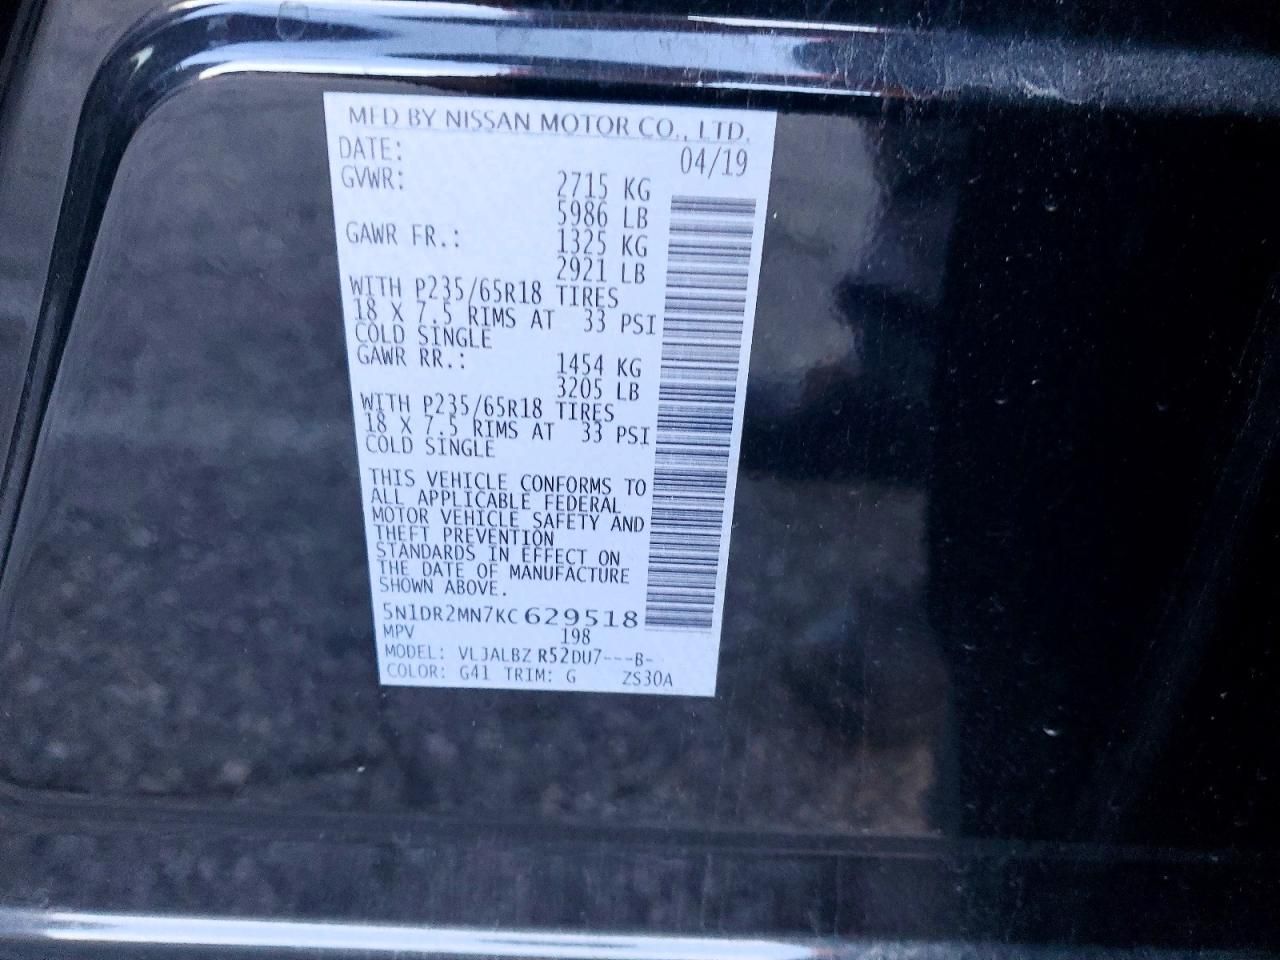 MFD BY NISSAN MOTOR CO., LTD.
DATE: 04/19
GVWR: 2715 KG
5986 LB
GAWR FR.: 1325 KG
2921 LB
WITH P235/65R18 TIRES
18 X 7.5 RIMS AT 33 PSI
COLD SINGLE
GAWR RR.: 1454 KG
3205 LB
WITH P235/65R18 TIRES
18 X 7.5 RIMS AT 33 PSI
COLD SINGLE
THIS VEHICLE CONFORMS TO
ALL APPLICABLE FEDERAL
MOTOR VEHICLE SAFETY AND
THEFT PREVENTION
STANDARDS IN EFFECT ON
THE DATE OF MANUFACTURE
SHOWN ABOVE.
5N1DR2MN7KC629518
MPV 198
MODEL: VLJALBZ R52DU7---B-
COLOR: G41 TRIM: G ZS30A